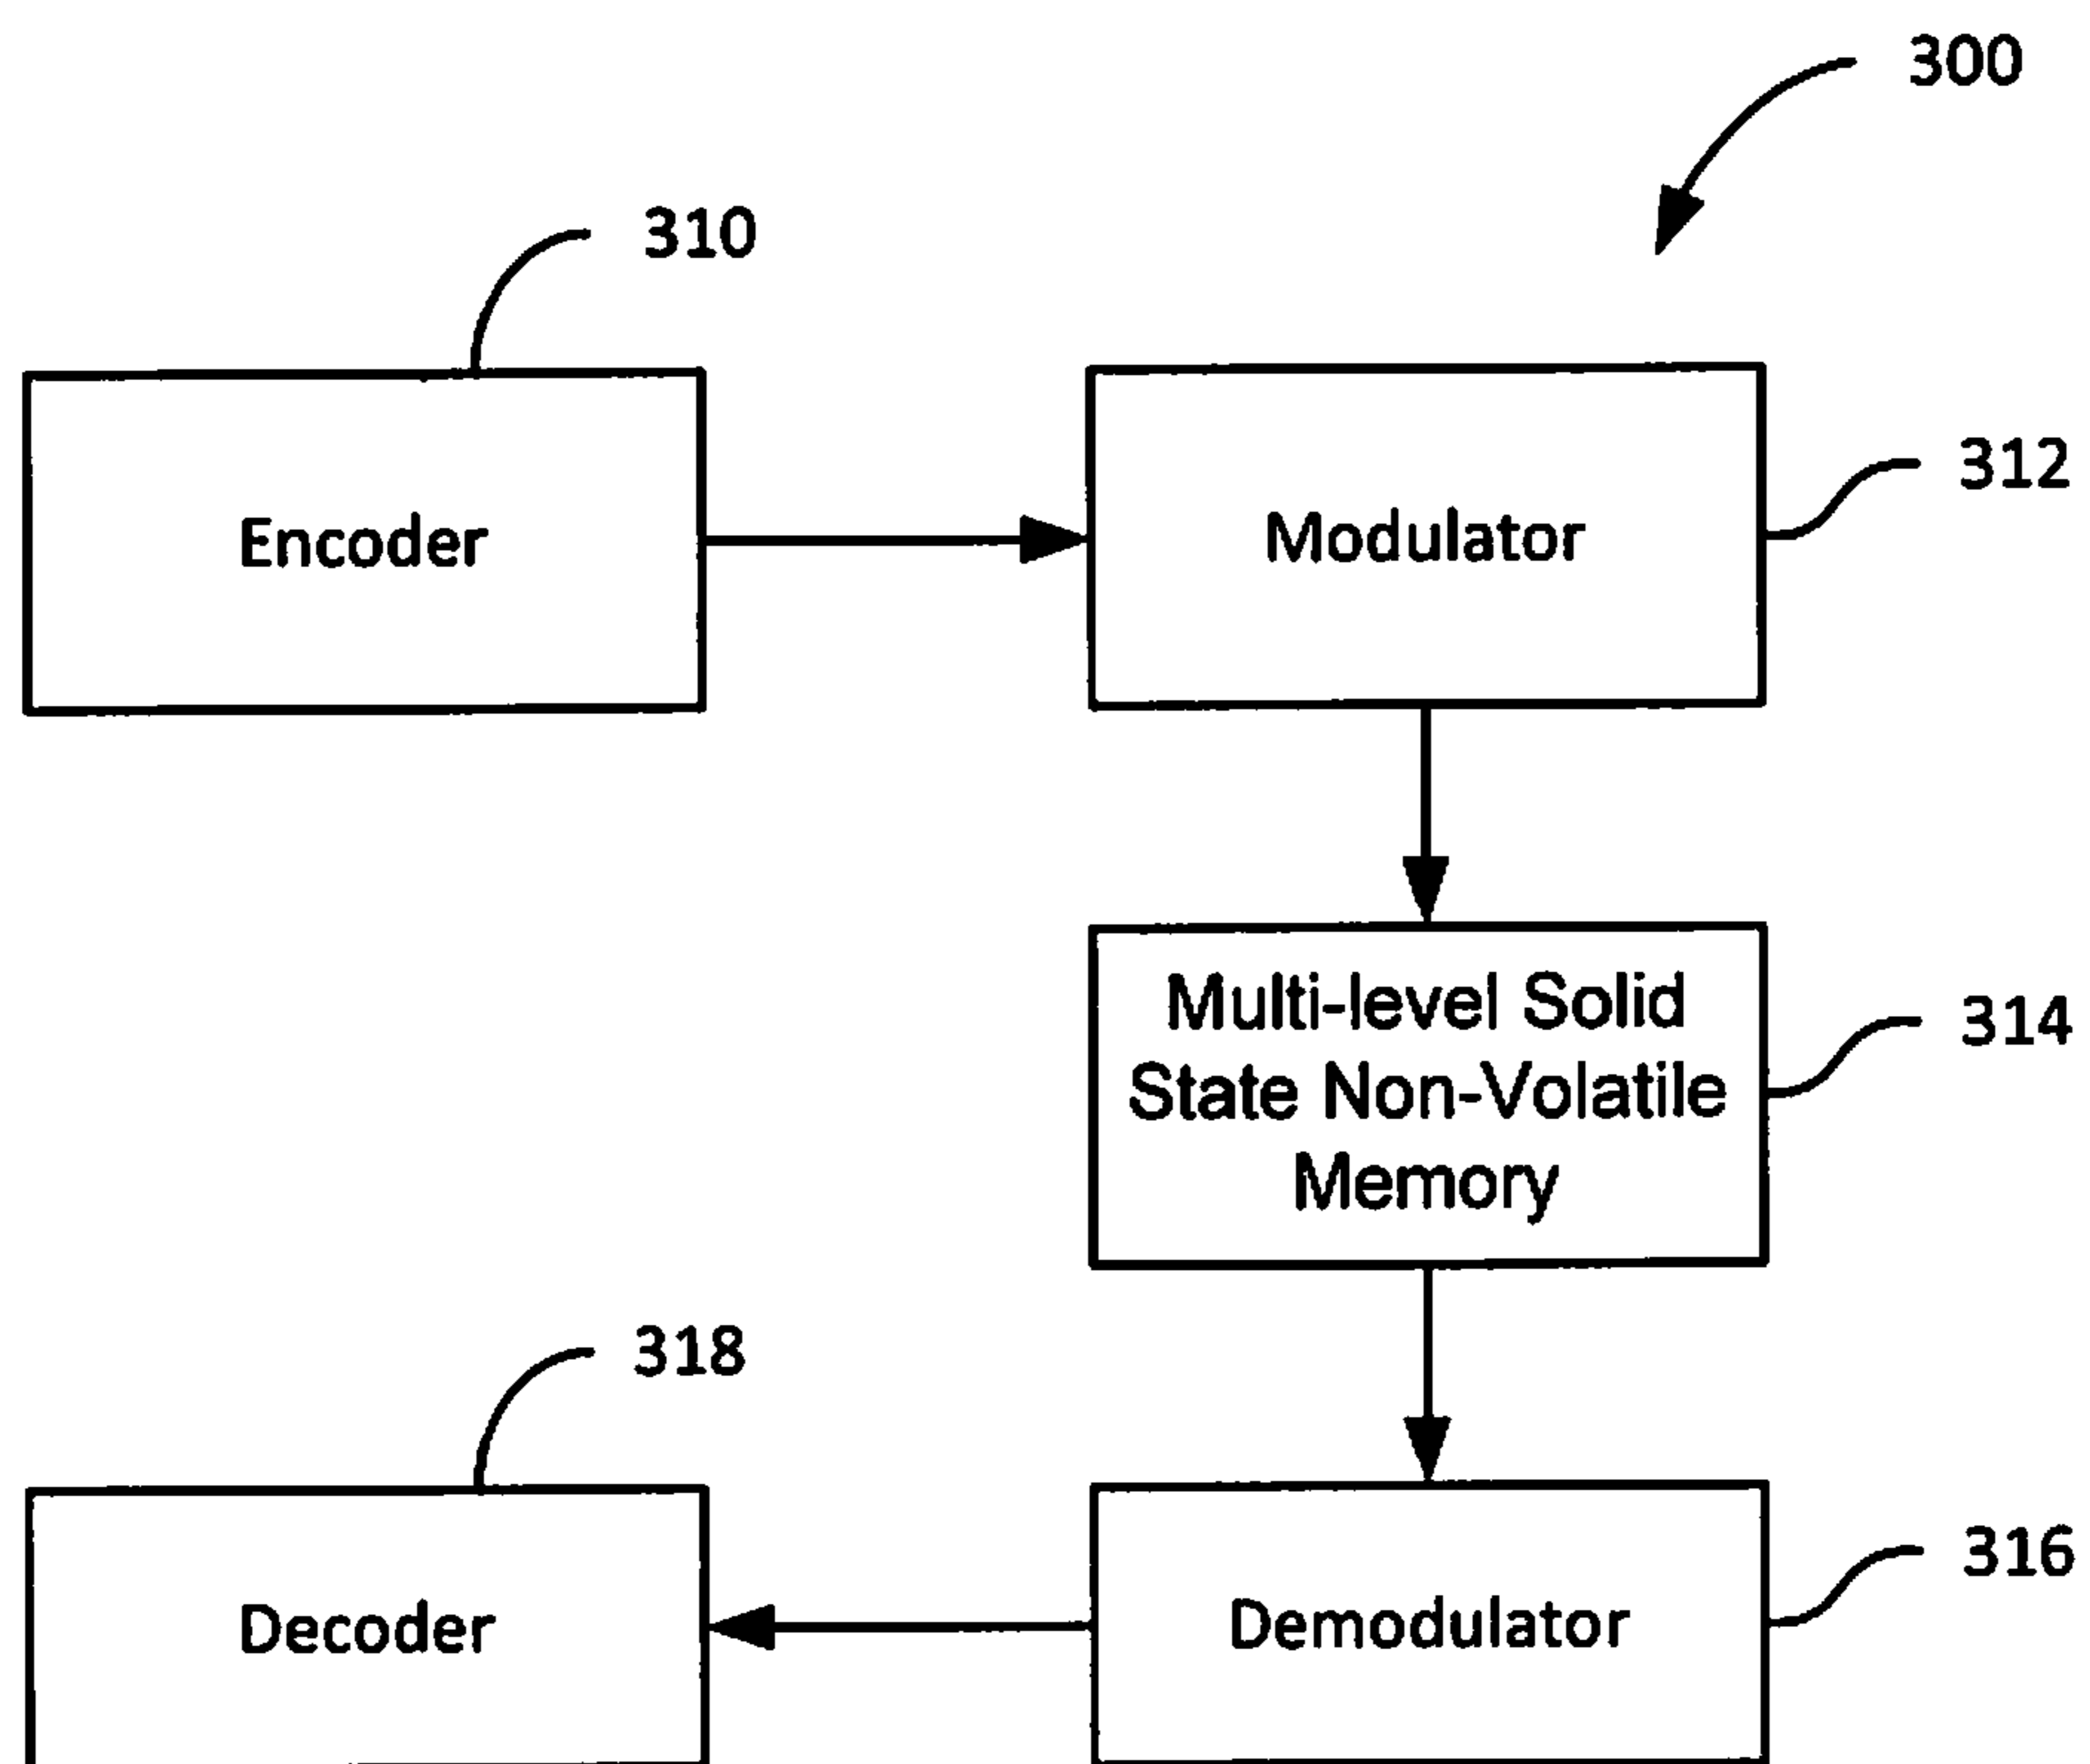 300
310
312
Encoder
Modulator
Multi-level Solid
State Non-Volatile
Memory
314
318
316
Decoder
Demodulator